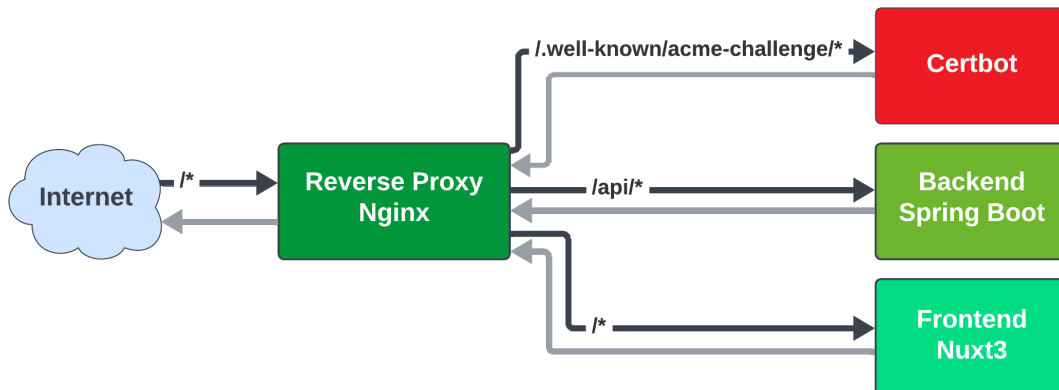 /.well-known/acme-challenge/*
Certbot
Internet
/*
Reverse Proxy
Nginx
/api/*
Backend
Spring Boot
/*
Frontend
Nuxt3